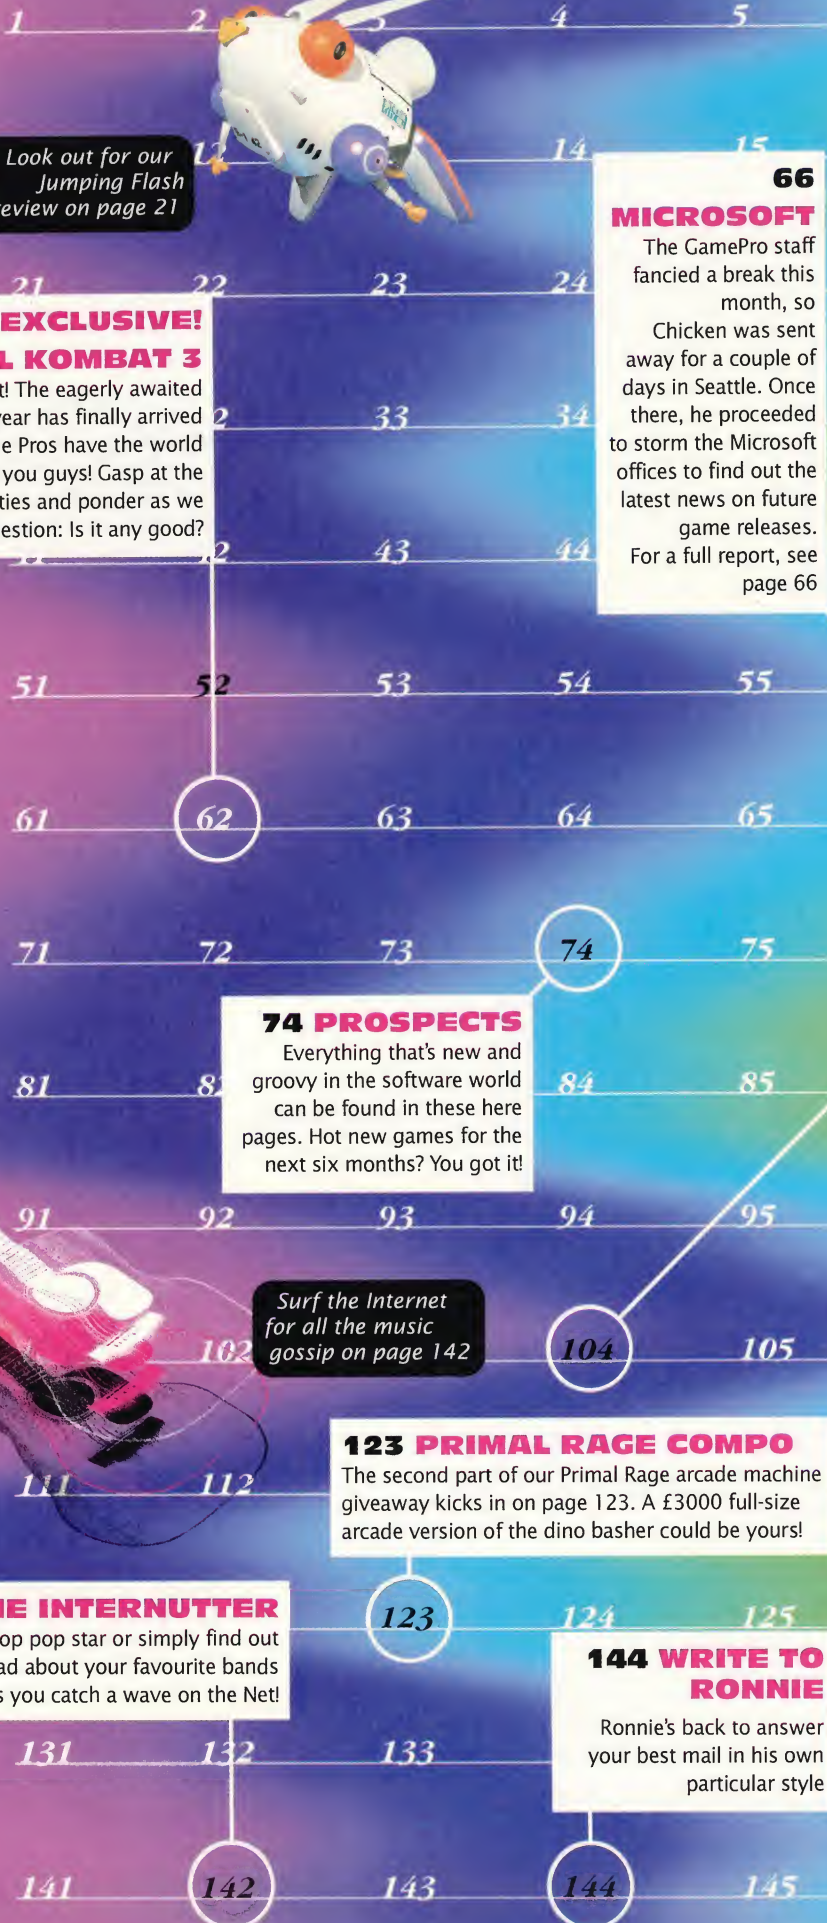 1 2 3 4 5
12 14 15
Look out for our
Jumping Flash
review on page 21
66
MICROSOFT
The GamePro staff
fancied a break this
month, so
Chicken was sent
away for a couple of
days in Seattle. Once
there, he proceeded
to storm the Microsoft
offices to find out the
latest news on future
game releases.
For a full report, see
page 66
21 22 23 24
EXCLUSIVE!
L KOMBAT 3
t! The eagerly awaited
year has finally arrived
e Pros have the world
you guys! Gasp at the
ties and ponder as we
estion: Is it any good?
2 33 34
42 43 44
51 52 53 54 55
61 62 63 64 65
71 72 73 74 75
74 PROSPECTS
Everything that's new and
groovy in the software world
can be found in these here
pages. Hot new games for the
next six months? You got it!
81 82 84 85
91 92 93 94 95
Surf the Internet
for all the music
gossip on page 142
102 104 105
123 PRIMAL RAGE COMPO
The second part of our Primal Rage arcade machine
giveaway kicks in on page 123. A £3000 full-size
arcade version of the dino basher could be yours!
111 112
HE INTERNUTTER
op pop star or simply find out
ad about your favourite bands
s you catch a wave on the Net!
123 124 125
144 WRITE TO
RONNIE
Ronnie's back to answer
your best mail in his own
particular style
131 132 133
141 142 143 144 145